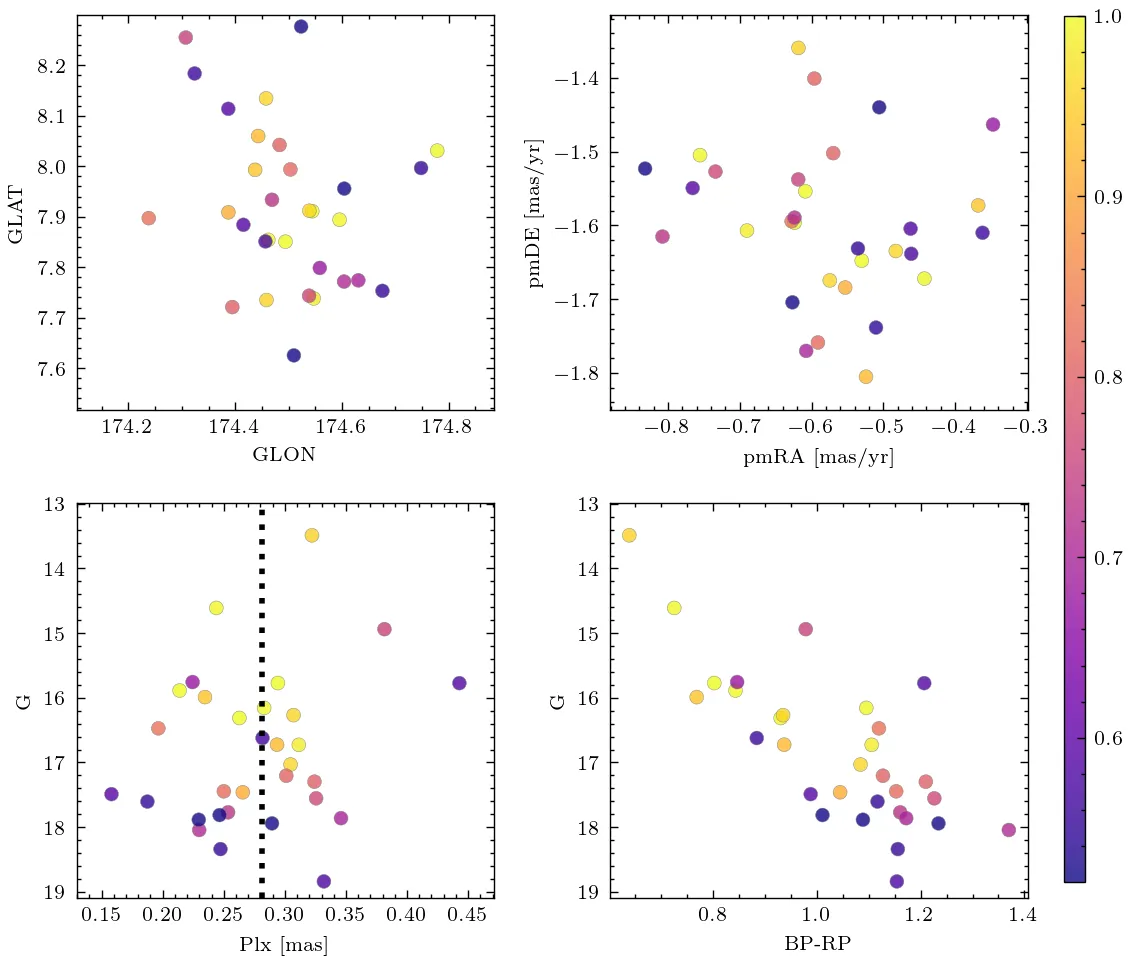 8.2
8.1
8.0
7.9
7.8
7.7
7.6
GLAT
174.2 174.4 174.6 174.8
GLON
−1.4
−1.5
−1.6
−1.7
−1.8
pmDE [mas/yr]
−0.8 −0.7 −0.6 −0.5 −0.4 −0.3
pmRA [mas/yr]
1.0
0.9
0.8
0.7
0.6
13
14
15
16
17
18
19
G
0.15 0.20 0.25 0.30 0.35 0.40 0.45
Plx [mas]
13
14
15
16
17
18
19
G
0.8 1.0 1.2 1.4
BP-RP